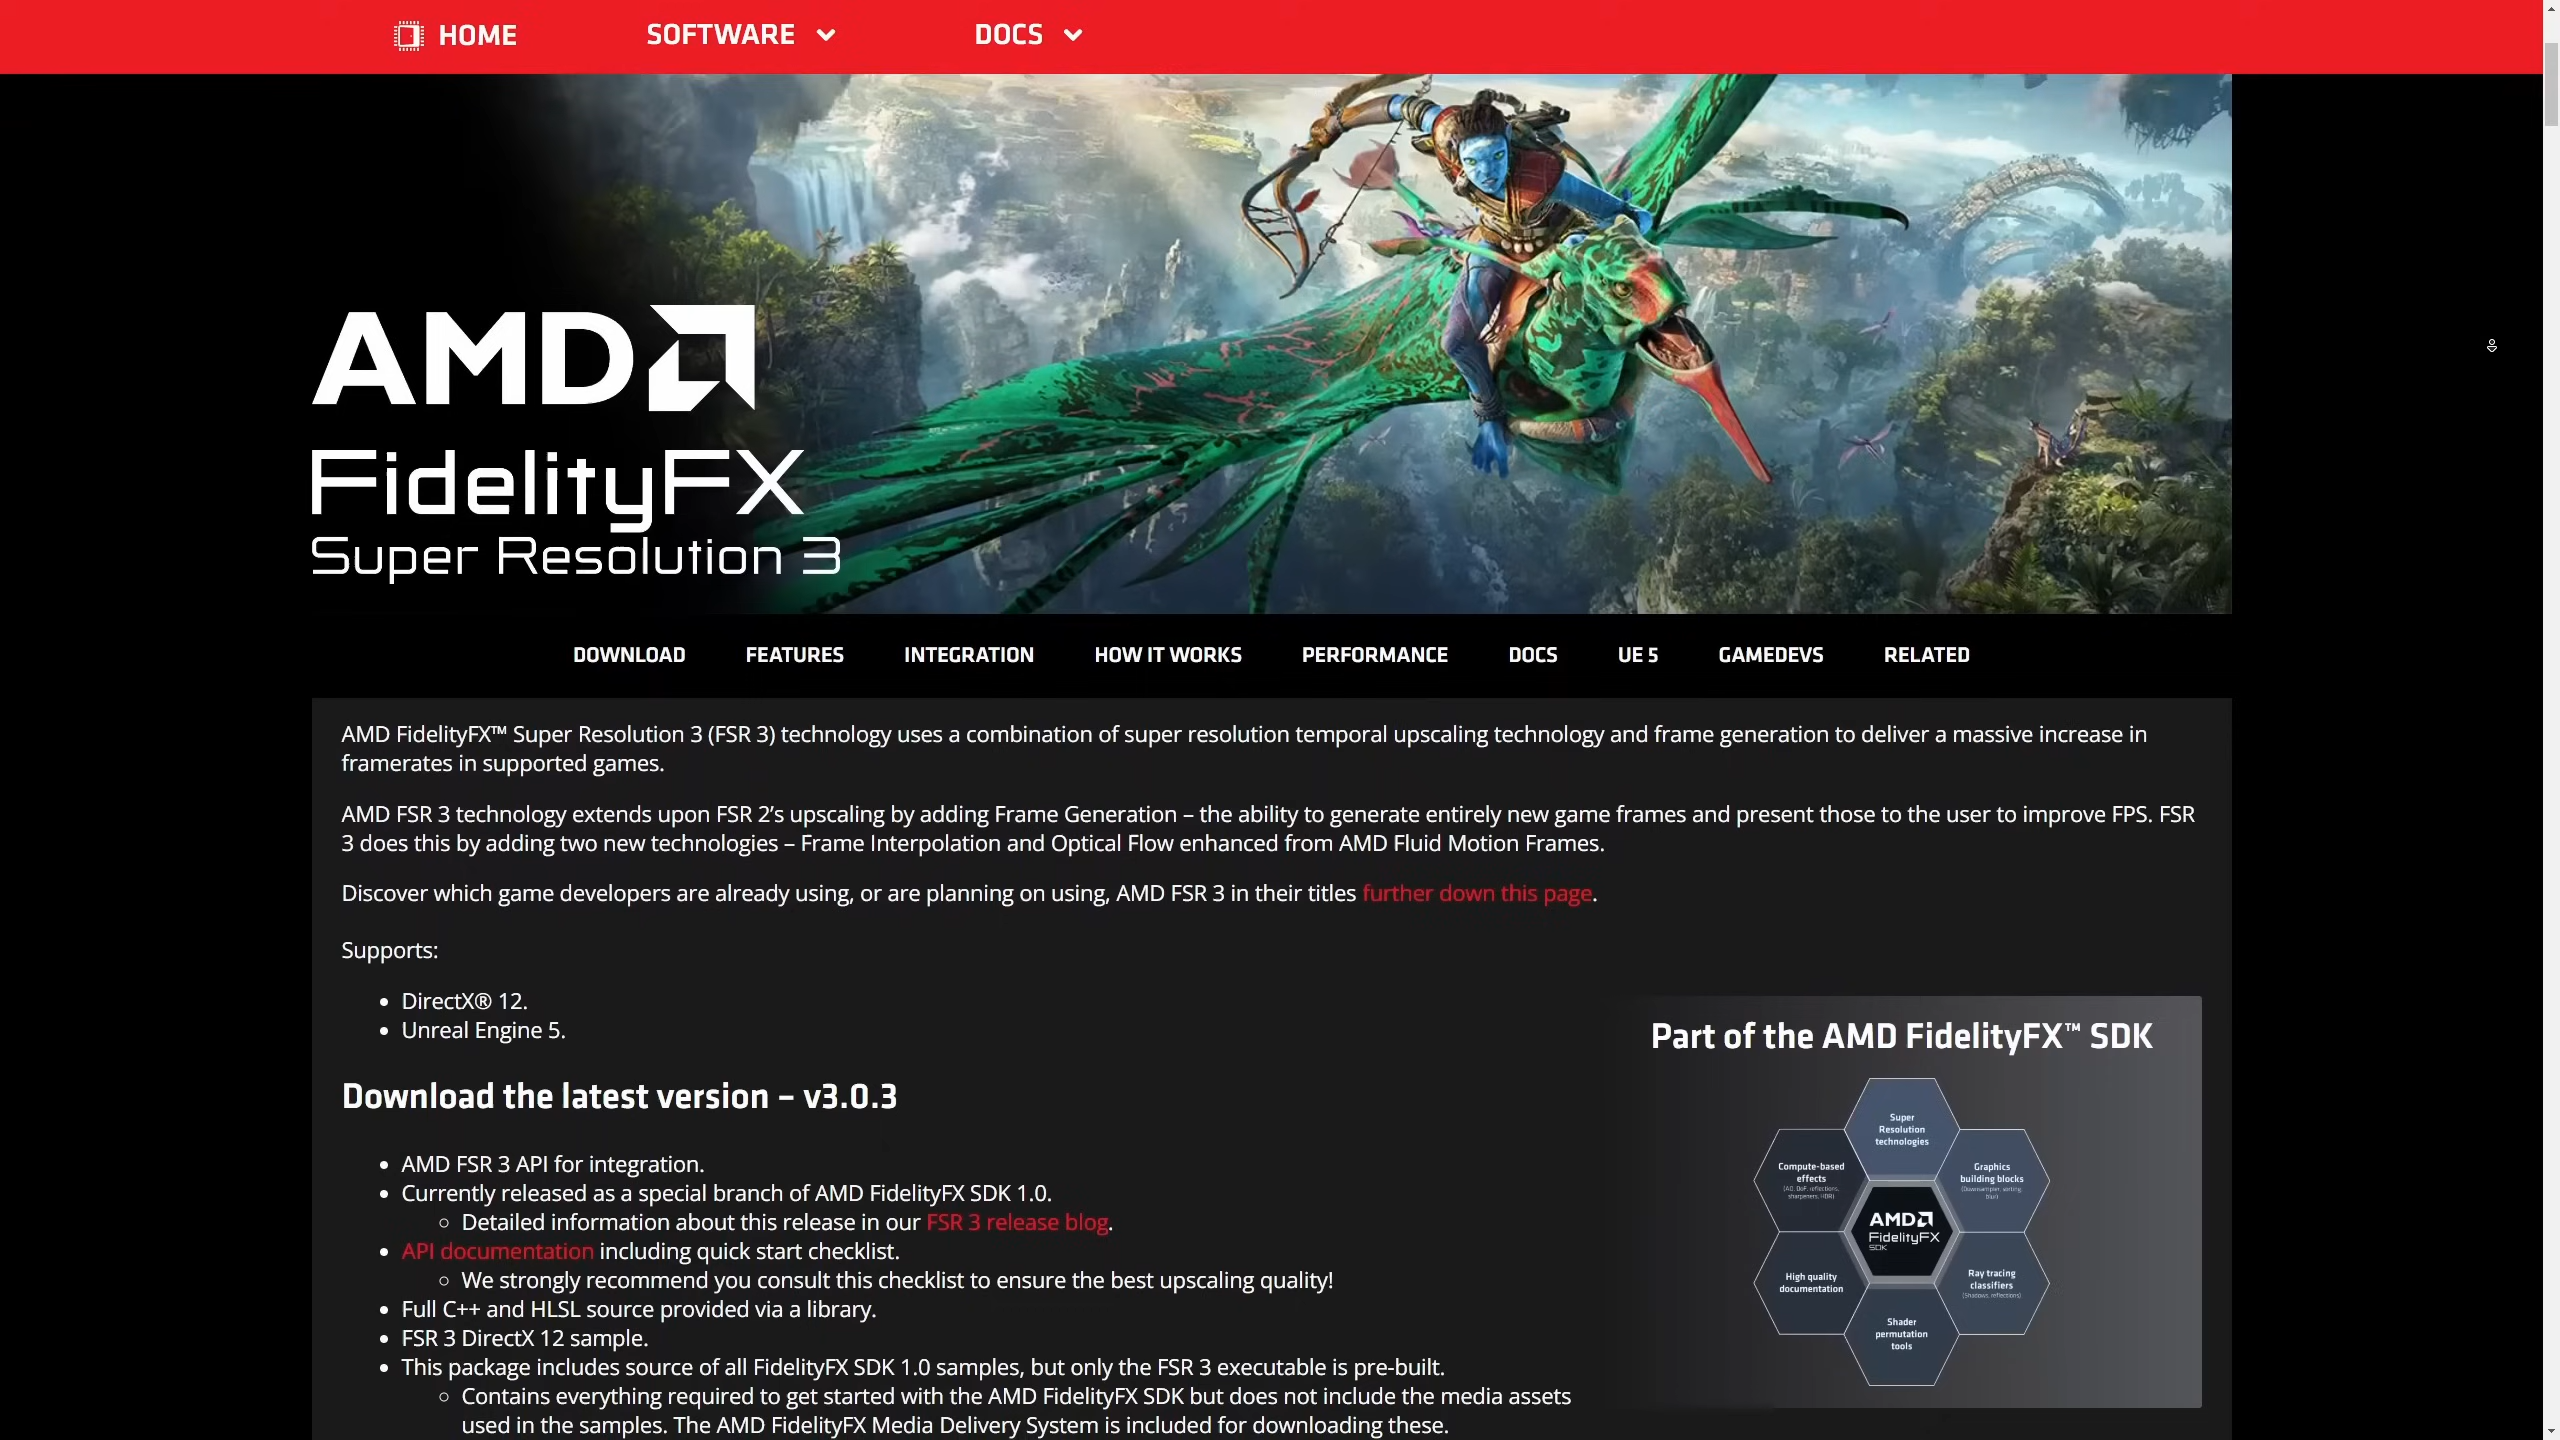 HOME
SOFTWARE
DOCS
AMD
FidelityFX
Super Resolution 3
DOWNLOAD
FEATURES
INTEGRATION
HOW IT WORKS
PERFORMANCE
DOCS
UE 5
GAMEDEVS
RELATED
AMD FidelityFX™ Super Resolution 3 (FSR 3) technology uses a combination of super resolution temporal upscaling technology and frame generation to deliver a massive increase in
framerates in supported games.
AMD FSR 3 technology extends upon FSR 2’s upscaling by adding Frame Generation – the ability to generate entirely new game frames and present those to the user to improve FPS. FSR
3 does this by adding two new technologies – Frame Interpolation and Optical Flow enhanced from AMD Fluid Motion Frames.
Discover which game developers are already using, or are planning on using, AMD FSR 3 in their titles further down this page.
Supports:
• DirectX® 12.
• Unreal Engine 5.
Download the latest version – v3.0.3
• AMD FSR 3 API for integration.
• Currently released as a special branch of AMD FidelityFX SDK 1.0.
○ Detailed information about this release in our FSR 3 release blog.
• API documentation including quick start checklist.
○ We strongly recommend you consult this checklist to ensure the best upscaling quality!
• Full C++ and HLSL source provided via a library.
• FSR 3 DirectX 12 sample.
• This package includes source of all FidelityFX SDK 1.0 samples, but only the FSR 3 executable is pre-built.
○ Contains everything required to get started with the AMD FidelityFX SDK but does not include the media assets
used in the samples. The AMD FidelityFX Media Delivery System is included for downloading these.
Part of the AMD FidelityFX™ SDK
Super
Resolution
technologies
Compute-based
effects
(AO, DoF, reflections,
sharpeners, HDR)
Graphics
building blocks
(Downsampler, sorting,
blur)
AMD
FidelityFX
SDK
High quality
documentation
Ray tracing
classifiers
(Shadows, reflections)
Shader
permutation
tools